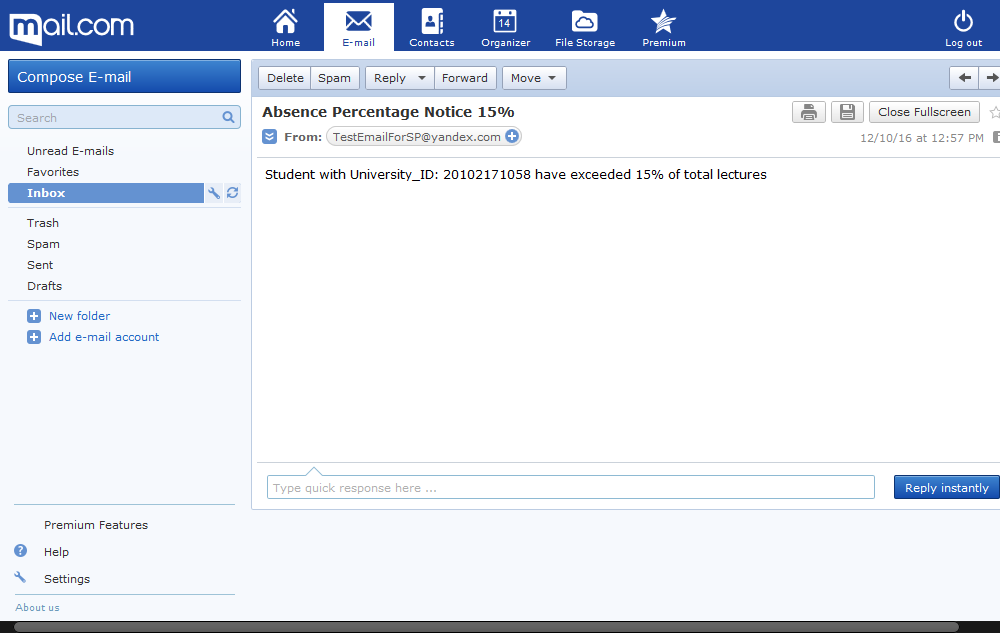 mail.com
Home
E-mail
Contacts
14
Organizer
File Storage
Premium
Log out
Compose E-mail
Search
Unread E-mails
Favorites
Inbox
Trash
Spam
Sent
Drafts
New folder
Add e-mail account
Premium Features
Help
Settings
About us
Delete Spam Reply Forward Move
Absence Percentage Notice 15%
Close Fullscreen
From: TestEmailForSP@yandex.com
12/10/16 at 12:57 PM
Student with University_ID: 20102171058 have exceeded 15% of total lectures
Type quick response here ...
Reply instantly